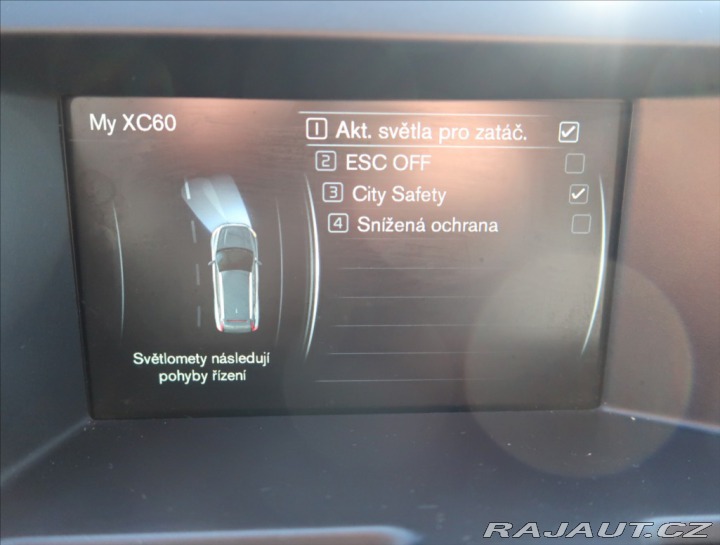 My XC60
1 Akt. světla pro zatáč.
2 ESC OFF
3 City Safety
4 Snížená ochrana
Světlomety následují
pohyby řízení
RAJAUT.CZ